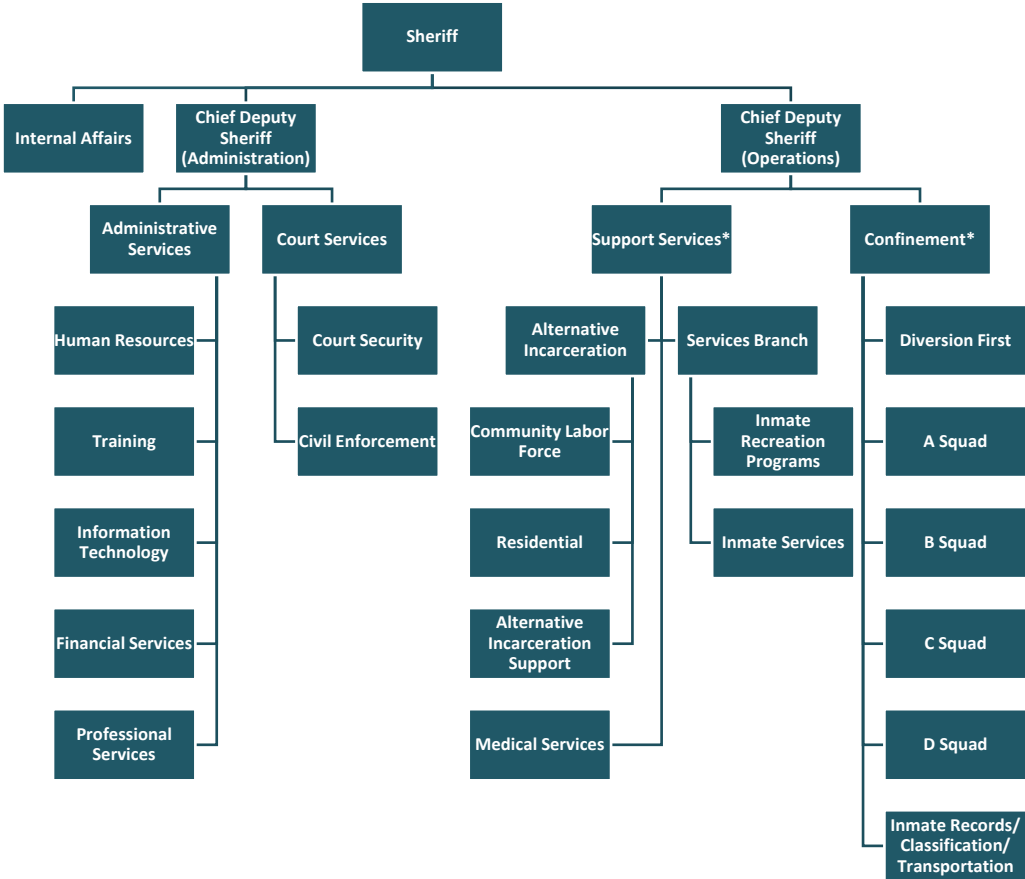 Sheriff
Internal Affairs
Chief Deputy
Sheriff
(Administration)
Chief Deputy
Sheriff
(Operations)
Administrative
Services
Court Services
Support Services*
Confinement*
Human Resources
Court Security
Alternative
Incarceration
Services Branch
Diversion First
Training
Civil Enforcement
Community Labor
Force
Inmate
Recreation
Programs
A Squad
Information
Technology
Residential
Inmate Services
B Squad
Financial Services
Alternative
Incarceration
Support
C Squad
Professional
Services
Medical Services
D Squad
Inmate Records/
Classification/
Transportation